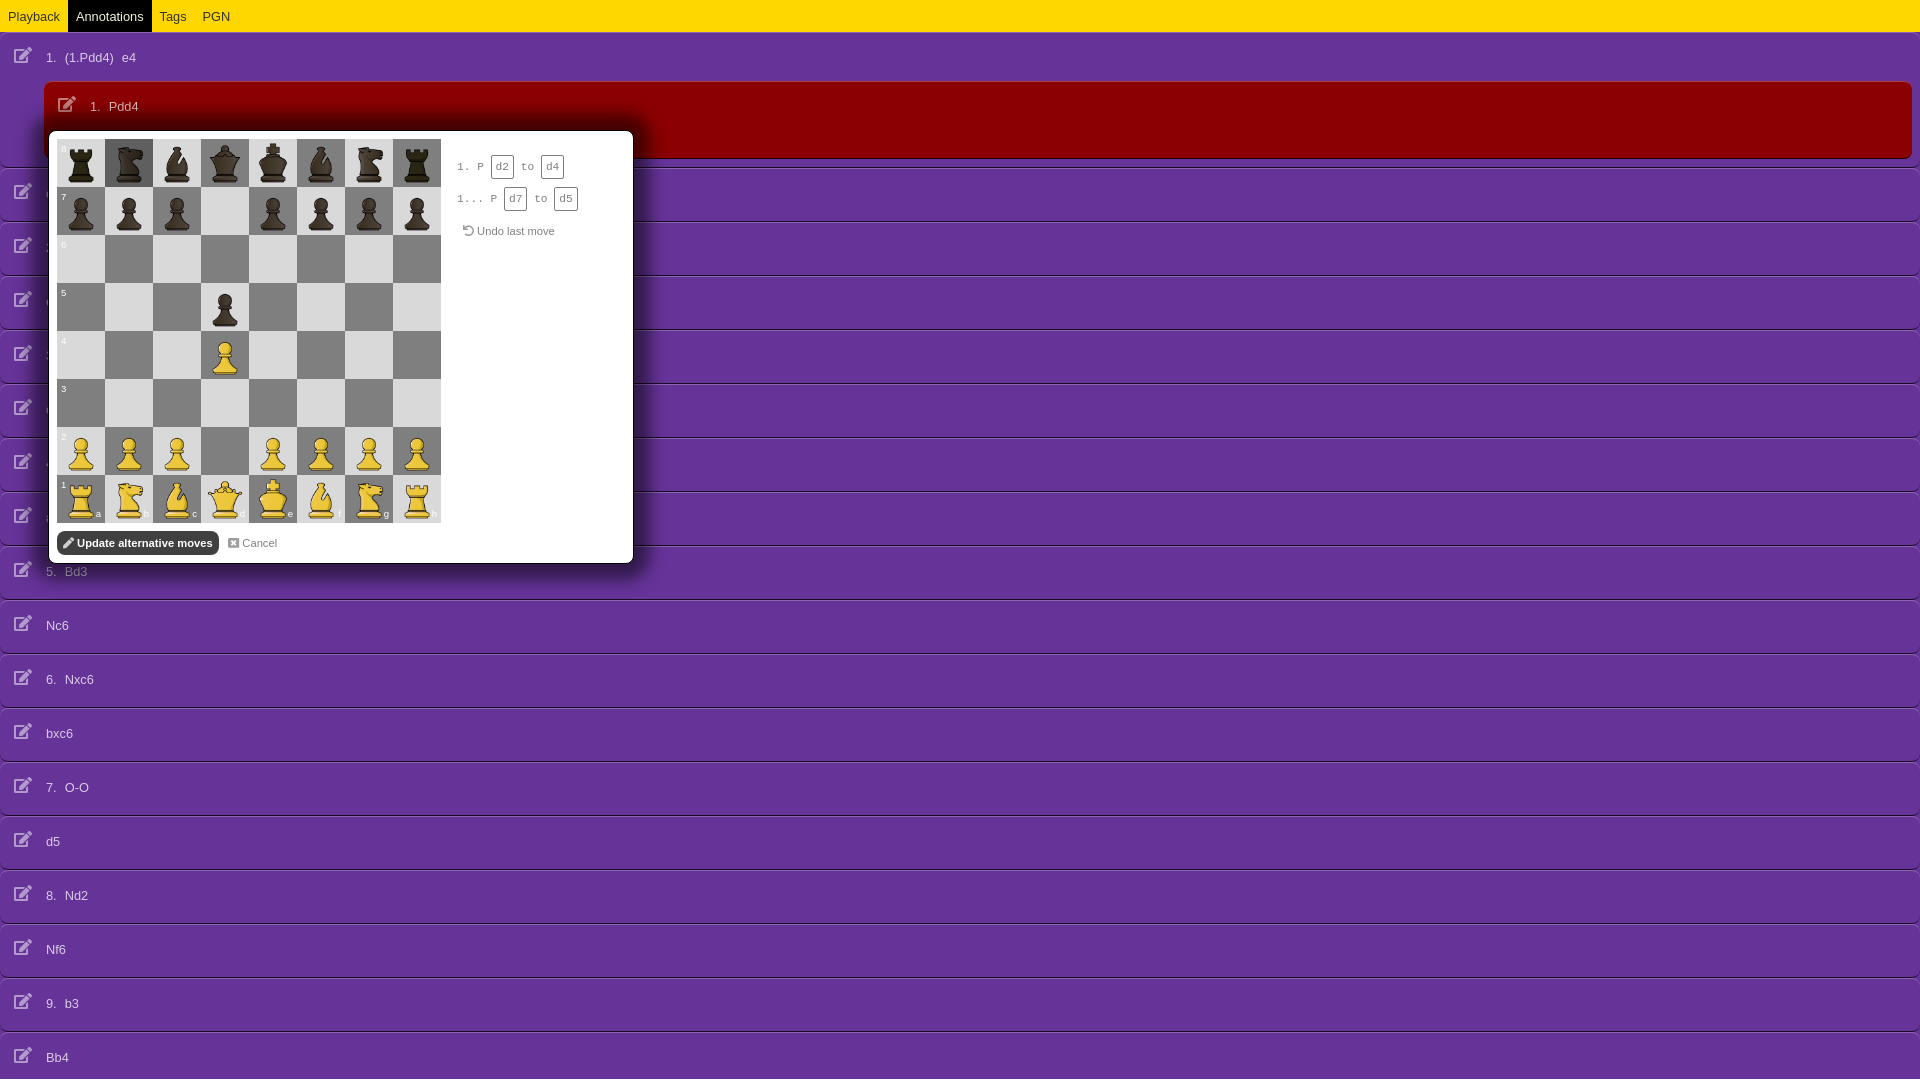 Playback Annotations Tags PGN
1. (1.Pdd4) e4
1. Pdd4
8
1. P d2 to d4
7
1... P d7 to d5
Undo last move
6
5
4
3
2
1
a b c d e f g h
Update alternative moves Cancel
5. Bd3
Nc6
6. Nxc6
bxc6
7. O-O
d5
8. Nd2
Nf6
9. b3
Bb4